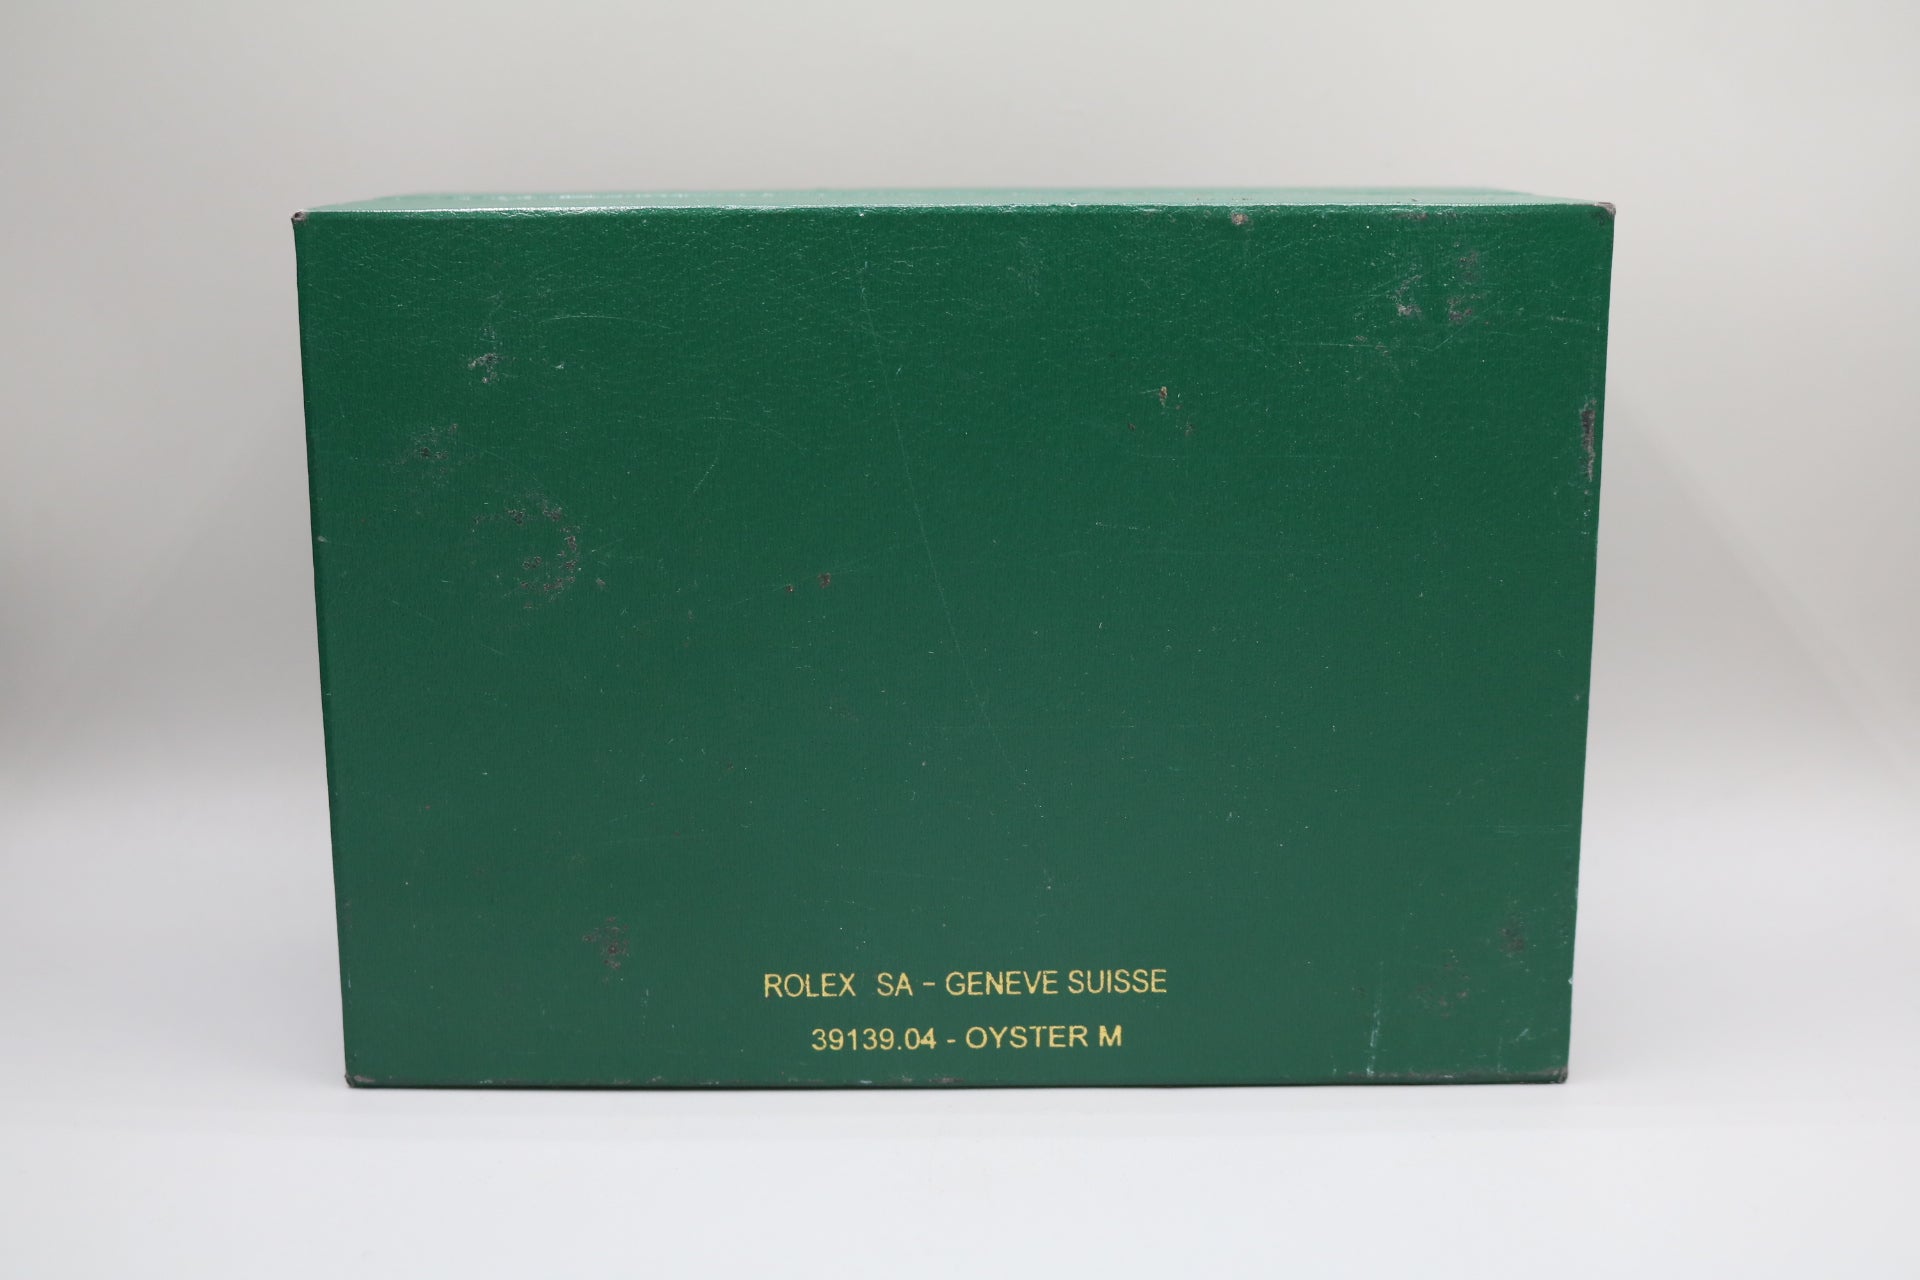 ROLEX SA - GENEVE SUISSE
39139.04 - OYSTER M